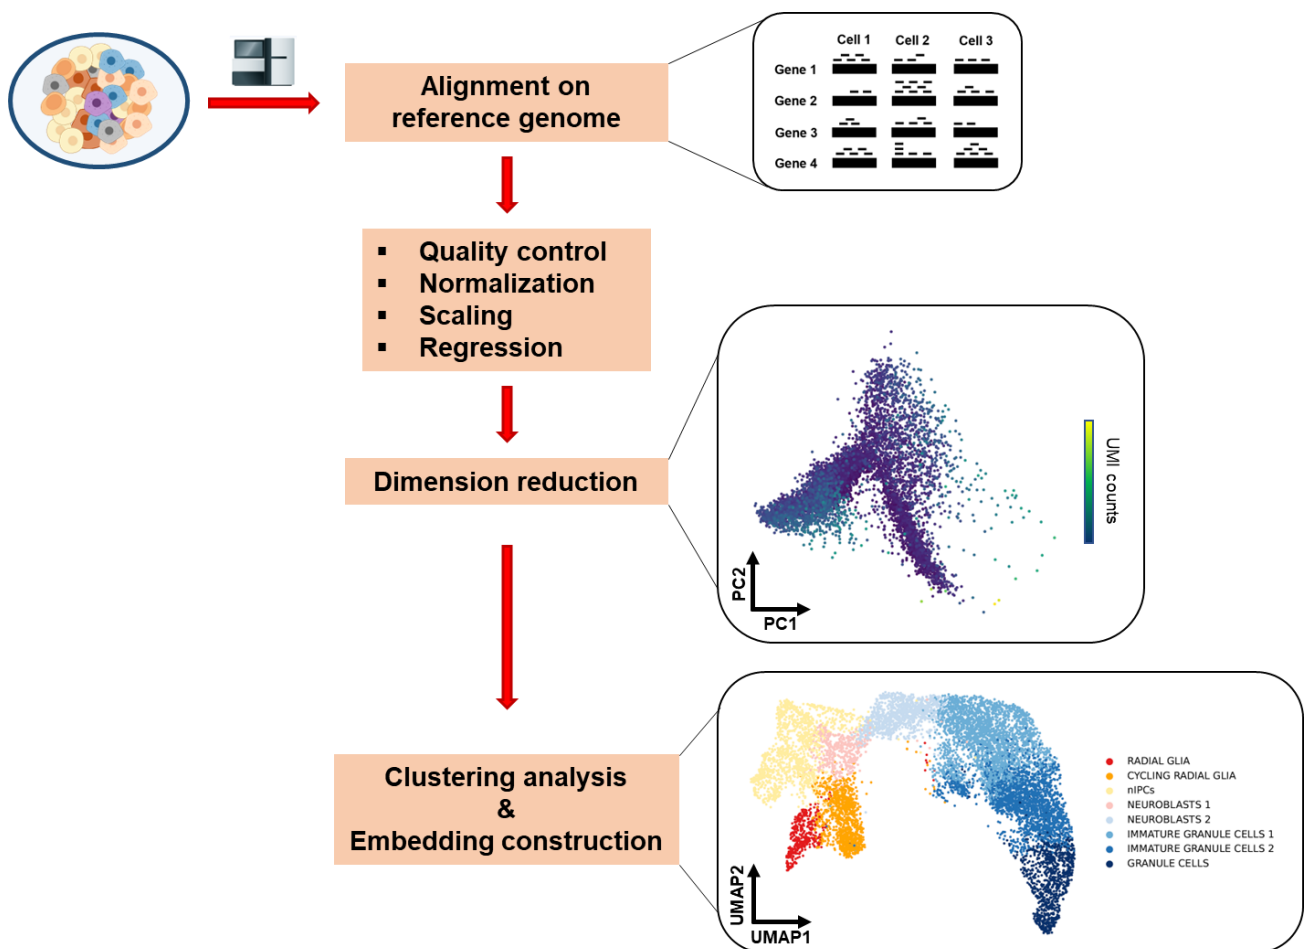 Cell 1 Cell 2 Cell 3
Gene 1
Gene 2
Gene 3
Gene 4
Alignment on
reference genome
▪ Quality control
▪ Normalization
▪ Scaling
▪ Regression
Dimension reduction
UMI counts
PC2
PC1
Clustering analysis
&
Embedding construction
RADIAL GLIA
CYCLING RADIAL GLIA
nIPCs
NEUROBLASTS 1
NEUROBLASTS 2
IMMATURE GRANULE CELLS 1
IMMATURE GRANULE CELLS 2
GRANULE CELLS
UMAP2
UMAP1